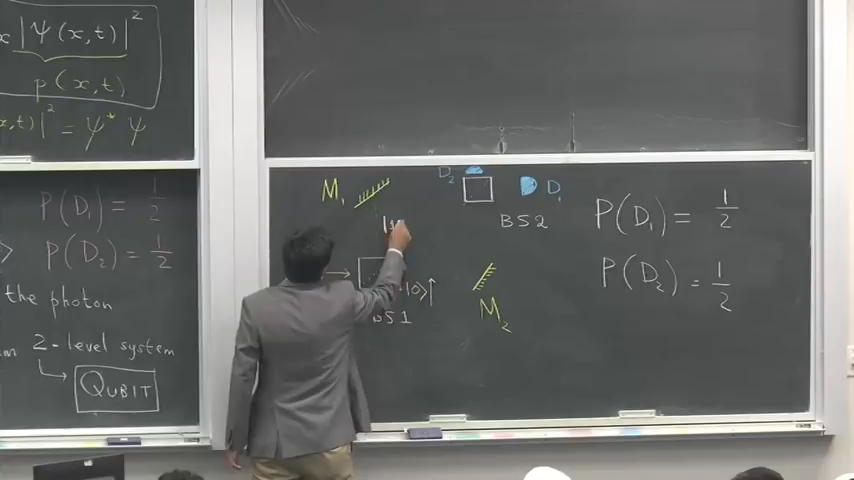 |Ψ(x,t)|²
p(x,t)
x,t)|² = ψ* ψ
P(D₁) = 1/2
P(D₂) = 1/2
the photon
2-level system
QUBIT
M₁
D₂
D₁
BS2
|0>↑
BS1
M₂
P(D₁) = 1/2
P(D₂) = 1/2